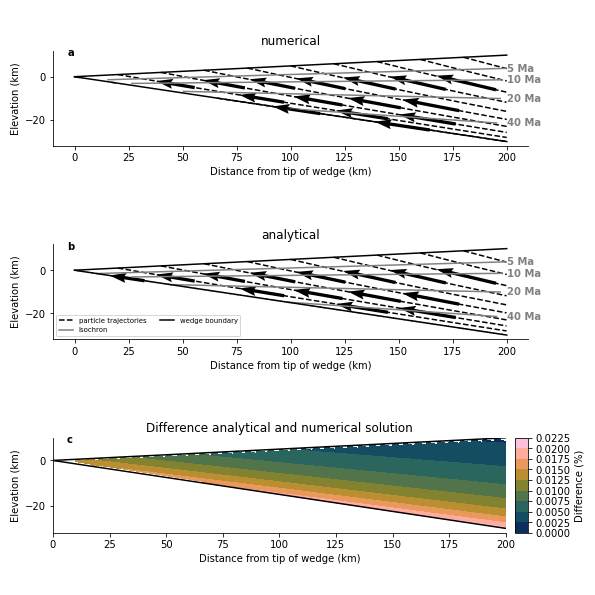 numerical
a
Elevation (km)
0
−20
5 Ma
10 Ma
20 Ma
40 Ma
0 25 50 75 100 125 150 175 200
Distance from tip of wedge (km)
analytical
b
Elevation (km)
0
−20
5 Ma
10 Ma
20 Ma
40 Ma
particle trajectories
isochron
wedge boundary
0 25 50 75 100 125 150 175 200
Distance from tip of wedge (km)
Difference analytical and numerical solution
c
Elevation (km)
0
−20
0 25 50 75 100 125 150 175 200
Distance from tip of wedge (km)
0.0225
0.0200
0.0175
0.0150
0.0125
0.0100
0.0075
0.0050
0.0025
0.0000
Difference (%)